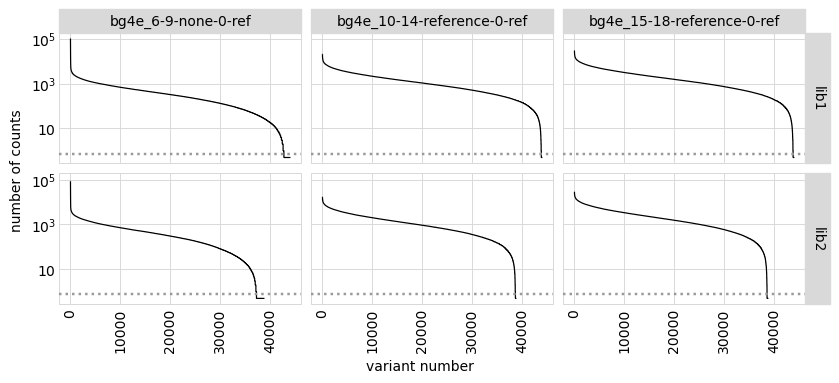 bg4e_6-9-none-0-ref bg4e_10-14-reference-0-ref bg4e_15-18-reference-0-ref
number of counts
10⁵
10³
10
lib1
10⁵
10³
10
lib2
0 10000 20000 30000 40000 0 10000 20000 30000 40000 0 10000 20000 30000 40000
variant number